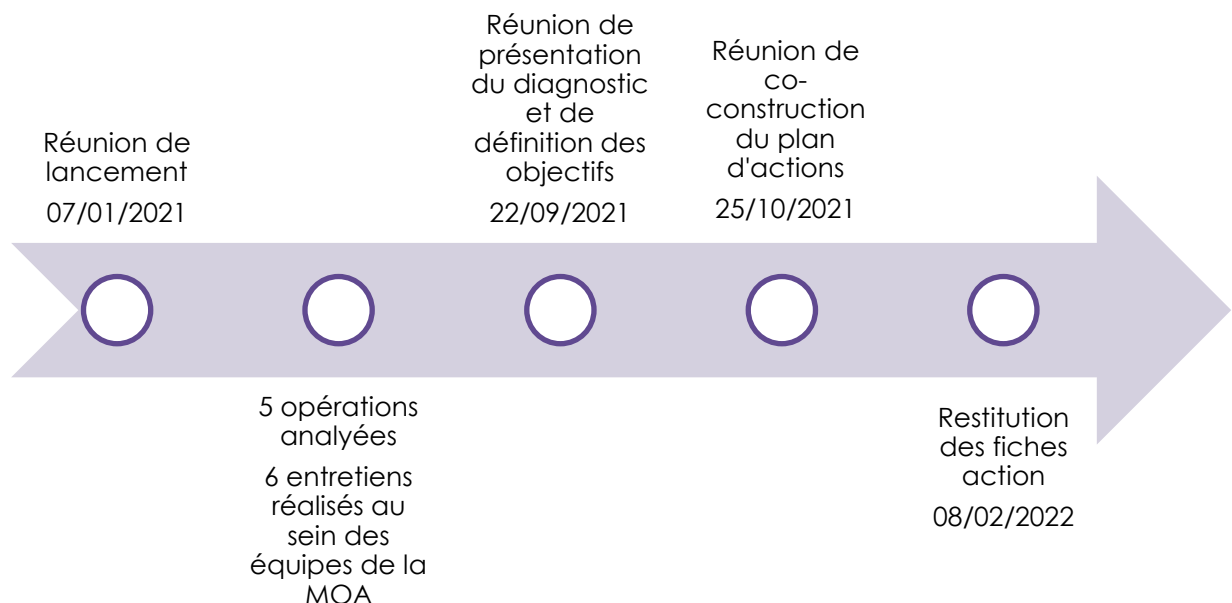 Réunion de
lancement
07/01/2021
5 opérations
analyées
6 entretiens
réalisés au
sein des
équipes de la
MOA
Réunion de
présentation
du diagnostic
et de
définition des
objectifs
22/09/2021
Réunion de
co-
construction
du plan
d'actions
25/10/2021
Restitution
des fiches
action
08/02/2022